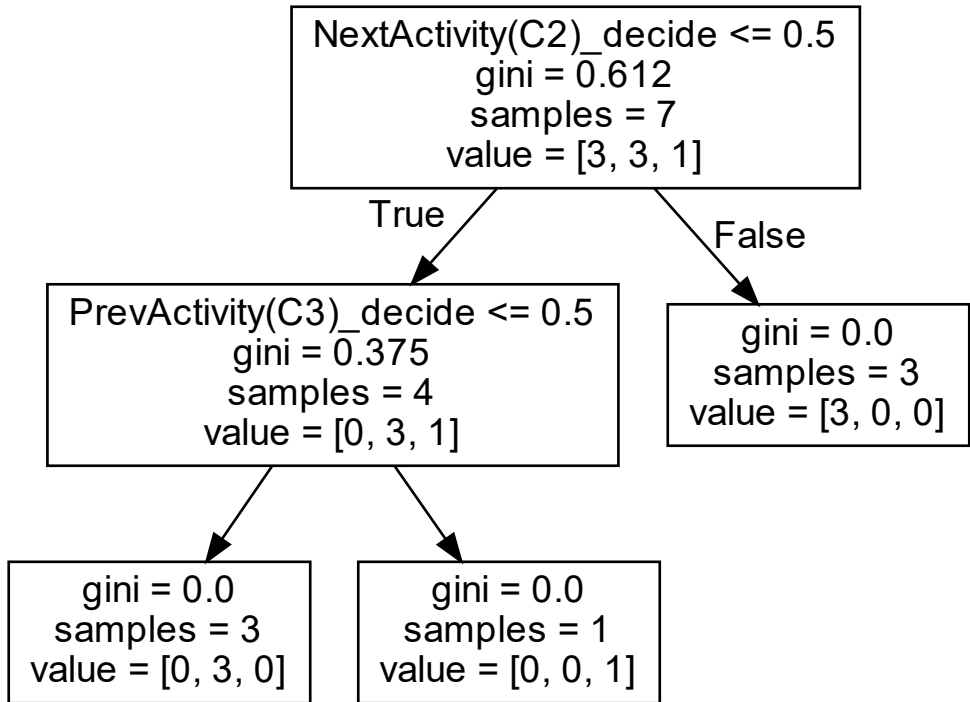 NextActivity(C2)_decide <= 0.5
gini = 0.612
samples = 7
value = [3, 3, 1]
True
False
PrevActivity(C3)_decide <= 0.5
gini = 0.375
samples = 4
value = [0, 3, 1]
gini = 0.0
samples = 3
value = [3, 0, 0]
gini = 0.0
samples = 3
value = [0, 3, 0]
gini = 0.0
samples = 1
value = [0, 0, 1]